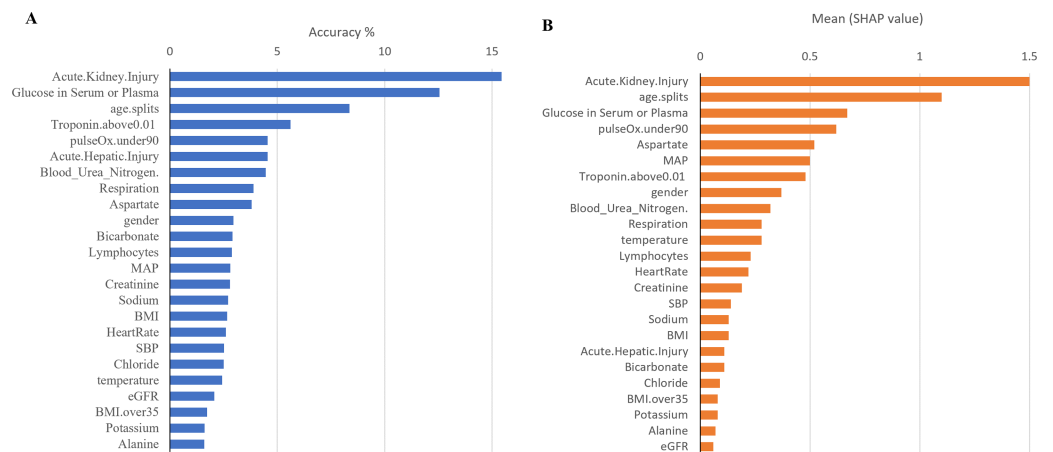 A
Accuracy %
0 5 10 15
Acute.Kidney.Injury
Glucose in Serum or Plasma
age.splits
Troponin.above0.01
pulseOx.under90
Acute.Hepatic.Injury
Blood_Urea_Nitrogen.
Respiration
Aspartate
gender
Bicarbonate
Lymphocytes
MAP
Creatinine
Sodium
BMI
HeartRate
SBP
Chloride
temperature
eGFR
BMI.over35
Potassium
Alanine
B
Mean (SHAP value)
0 0.5 1 1.5
Acute.Kidney.Injury
age.splits
Glucose in Serum or Plasma
pulseOx.under90
Aspartate
MAP
Troponin.above0.01
gender
Blood_Urea_Nitrogen.
Respiration
temperature
Lymphocytes
HeartRate
Creatinine
SBP
Sodium
BMI
Acute.Hepatic.Injury
Bicarbonate
Chloride
BMI.over35
Potassium
Alanine
eGFR